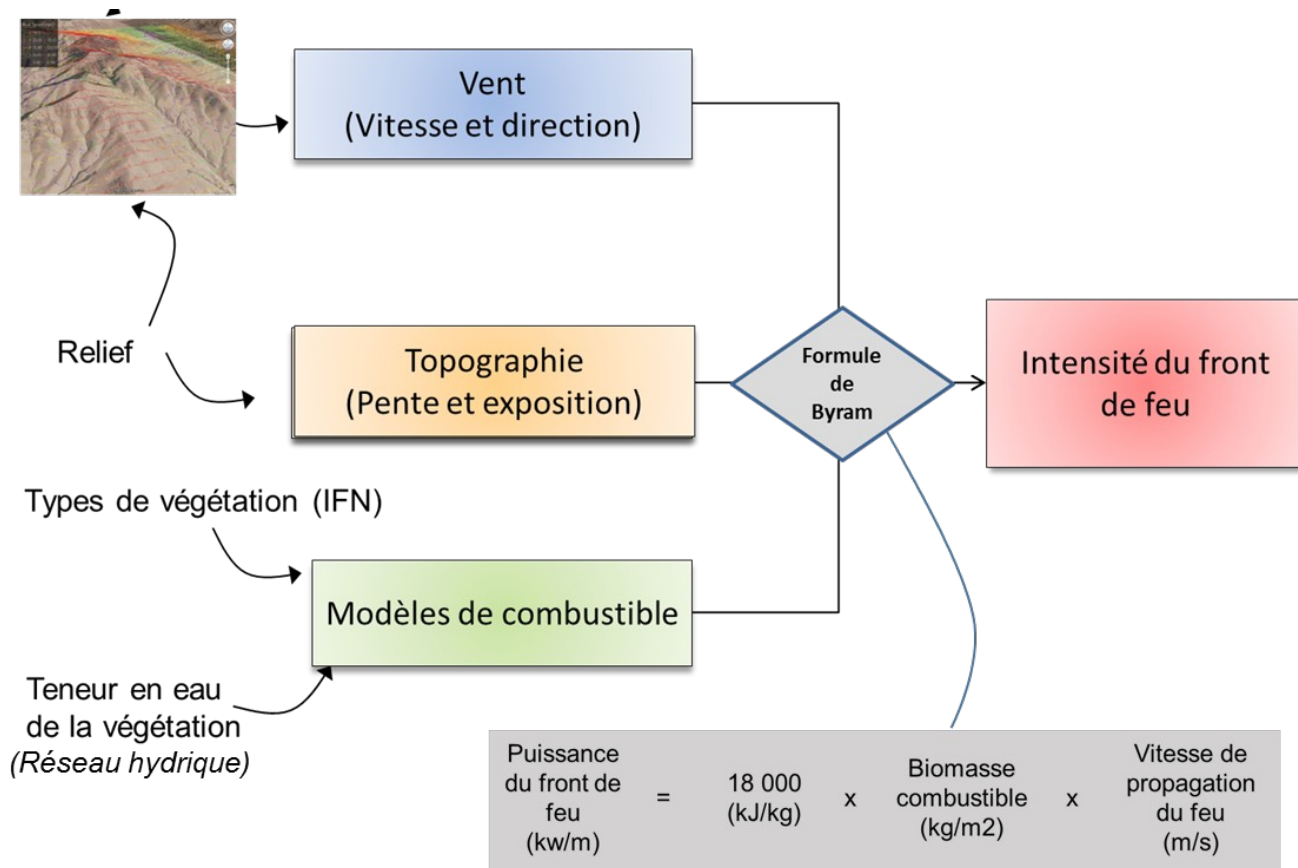 Vent
(Vitesse et direction)
Relief
Topographie
(Pente et exposition)
Formule
de
Byram
Intensité du front
de feu
Types de végétation (IFN)
Modèles de combustible
Teneur en eau
de la végétation
(Réseau hydrique)
Puissance
du front de
feu
(kw/m)
=
18 000
(kJ/kg)
x
Biomasse
combustible
(kg/m2)
x
Vitesse de
propagation
du feu
(m/s)